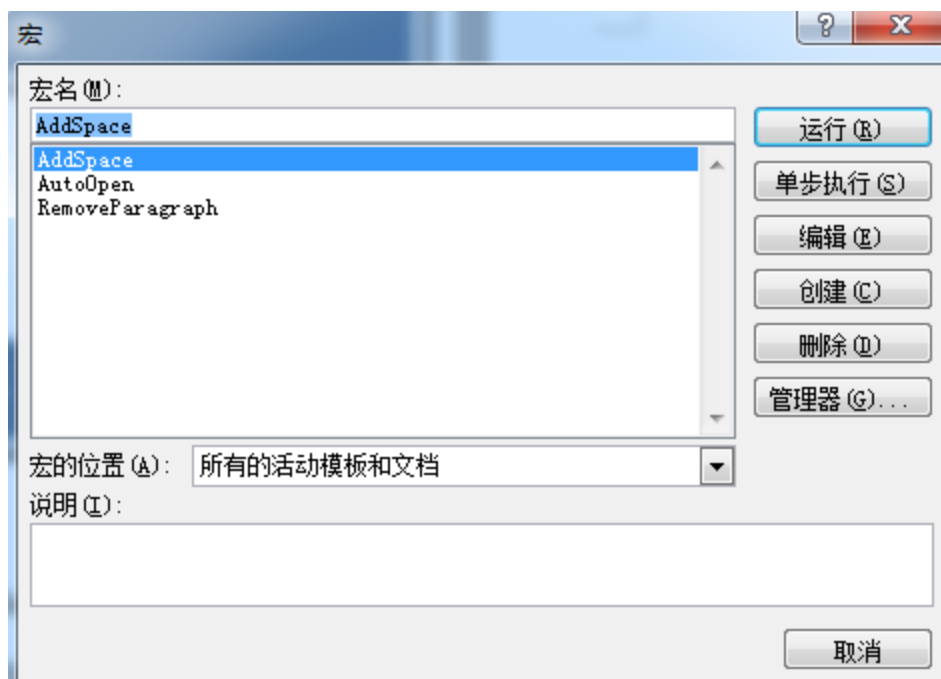 宏
宏名(M):
AddSpace
AddSpace
AutoOpen
RemoveParagraph
运行(R)
单步执行(S)
编辑(E)
创建(C)
删除(D)
管理器(G)...
宏的位置(A): 所有的活动模板和文档
说明(I):
取消